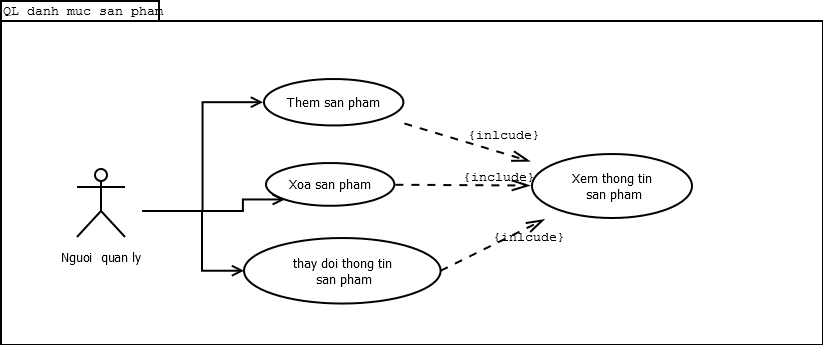 QL danh muc san pham
Them san pham
{inlcude}
Xoa san pham
{include}
Xem thong tin
san pham
{inlcude}
Nguoi quan ly
thay doi thong tin
san pham